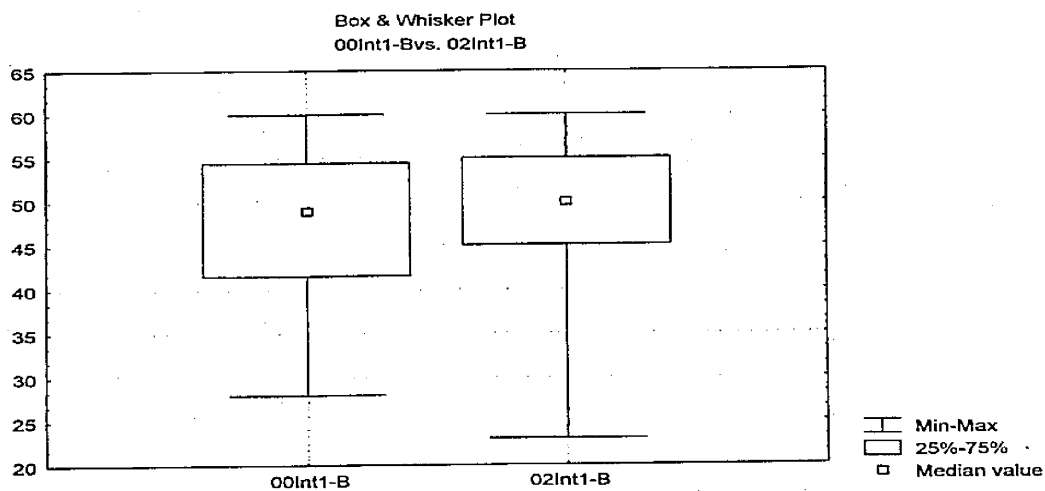 Box & Whisker Plot
00Int1-Bvs. 02Int1-B
65
60
55
50
45
40
35
30
25
20
00Int1-B
02Int1-B
Min-Max
25%-75%
Median value